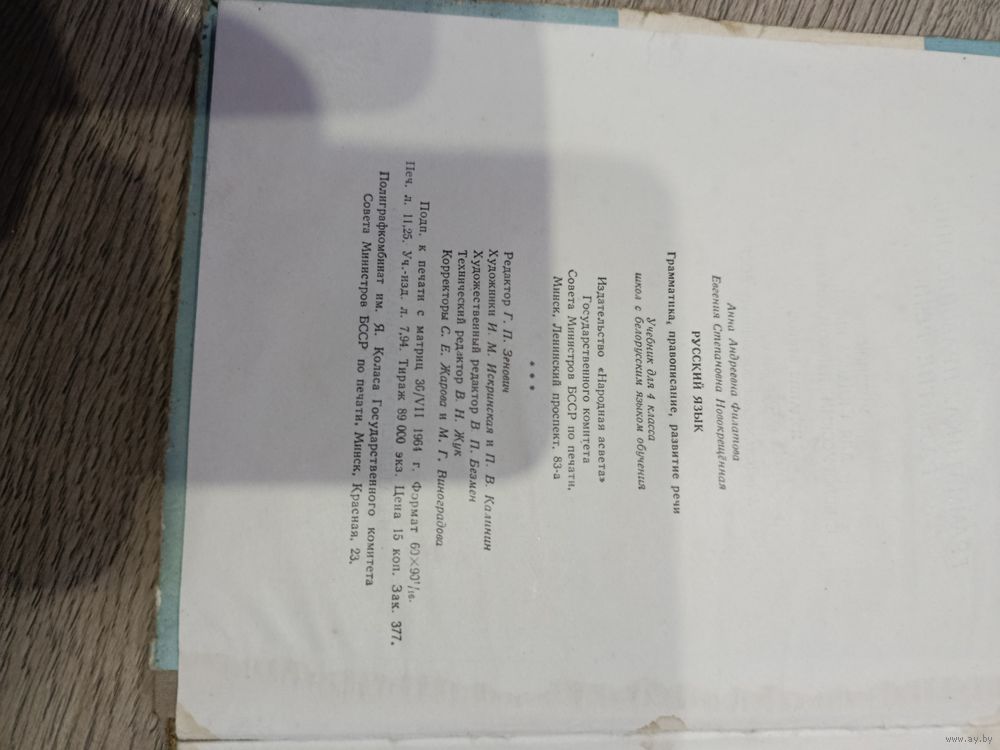 Анна Андреевна Филатова
Евгения Степановна Новокрещённая
РУССКИЙ ЯЗЫК
Грамматика, правописание, развитие речи
Учебник для 4 класса
школ с белорусским языком обучения
Издательство «Народная асвета»
Государственного комитета
Совета Министров БССР по печати,
Минск, Ленинский проспект, 83-а
* * *
Редактор Г. П. Зенович
Художники И. М. Искринская и П. В. Калинин
Художественный редактор В. П. Безмен
Технический редактор В. Н. Жук
Корректоры С. Е. Жарова и М. Г. Виноградова
Подп. к печати с матриц 30/VII 1964 г. Формат 60×90¹/₁₆.
Печ. л. 11,25. Уч.-изд. л. 7,94. Тираж 89 000 экз. Цена 15 коп. Зак. 377.
Полиграфкомбинат им. Я. Коласа Государственного комитета
Совета Министров БССР по печати, Минск, Красная, 23.
www.ay.by